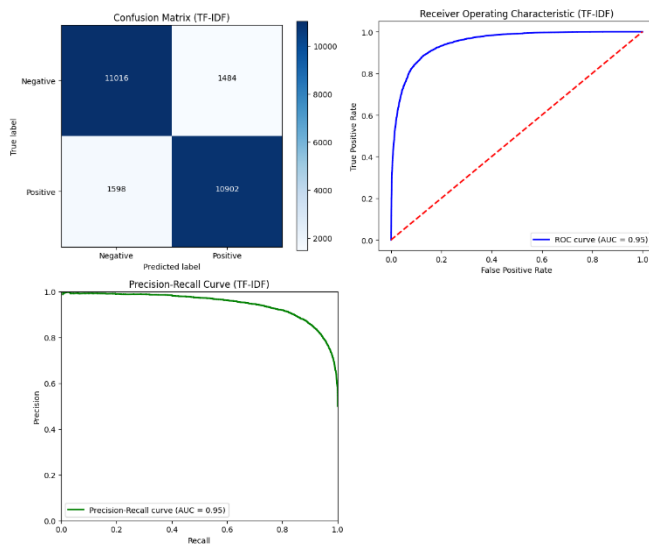 Confusion Matrix (TF-IDF)
Negative
Positive
True label
11016
1484
1598
10902
Negative
Positive
Predicted label
10000
8000
6000
4000
2000
Receiver Operating Characteristic (TF-IDF)
True Positive Rate
1.0
0.8
0.6
0.4
0.2
0.0
ROC curve (AUC = 0.95)
0.0
0.2
0.4
0.6
0.8
1.0
False Positive Rate
Precision-Recall Curve (TF-IDF)
Precision
1.0
0.8
0.6
0.4
0.2
0.0
Precision-Recall curve (AUC = 0.95)
0.0
0.2
0.4
0.6
0.8
1.0
Recall